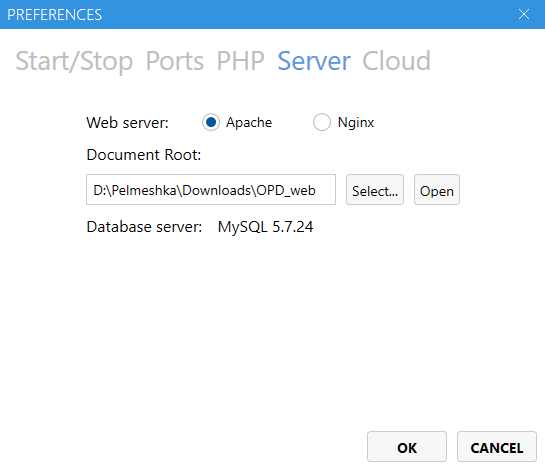 PREFERENCES
Start/Stop Ports PHP Server Cloud
Web server: Apache Nginx
Document Root:
D:\Pelmeshka\Downloads\OPD_web Select... Open
Database server: MySQL 5.7.24
OK CANCEL